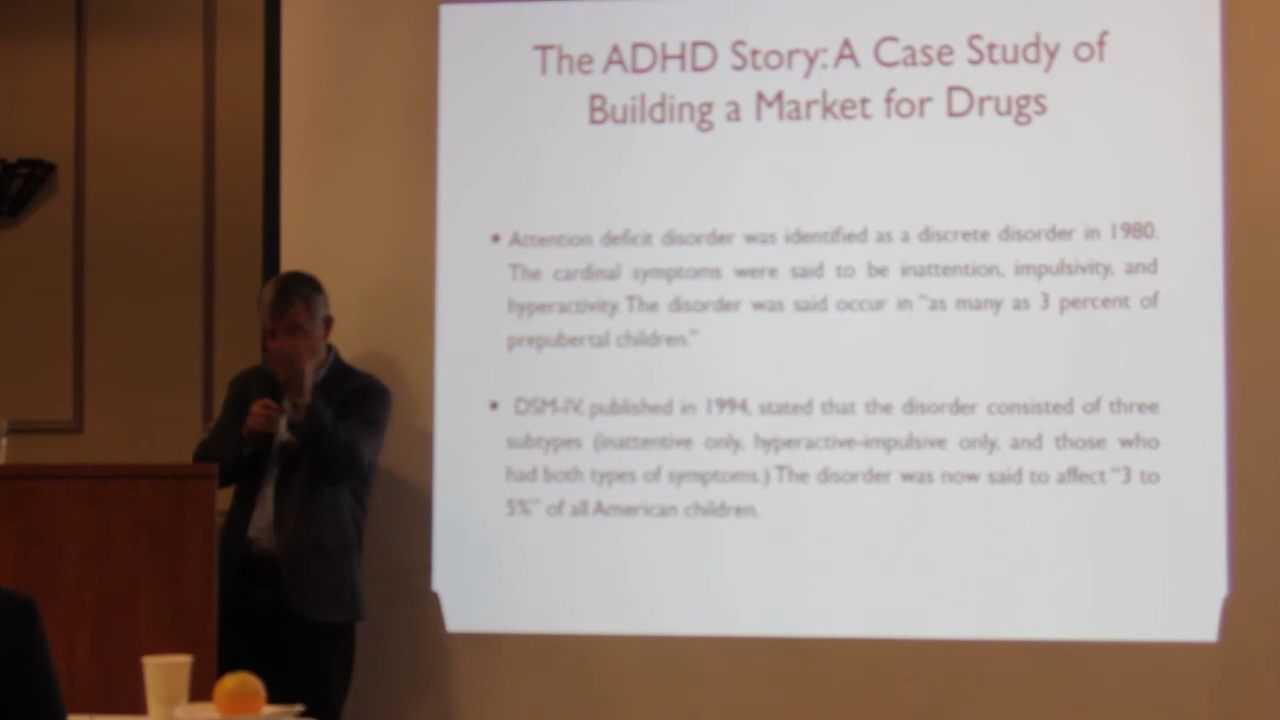 The ADHD Story: A Case Study of
Building a Market for Drugs
• Attention deficit disorder was identified as a discrete disorder in 1980.
The cardinal symptoms were said to be inattention, impulsivity, and
hyperactivity. The disorder was said occur in "as many as 3 percent of
prepubertal children."
• DSM-IV, published in 1994, stated that the disorder consisted of three
subtypes (inattentive only, hyperactive-impulsive only, and those who
had both types of symptoms.) The disorder was now said to affect "3 to
5%" of all American children.